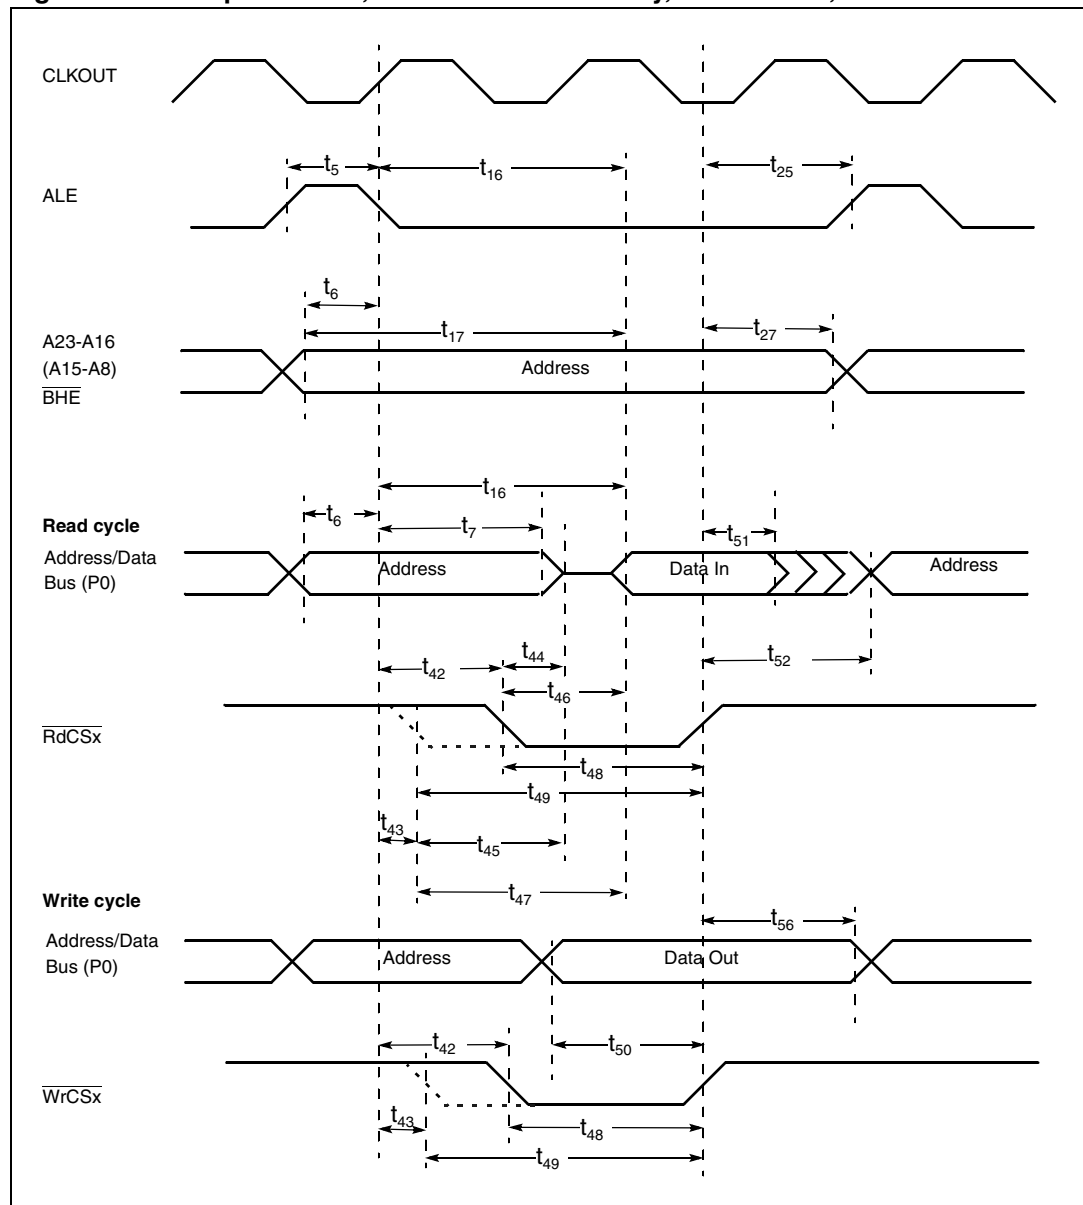 CLKOUT
t5
t16
t25
ALE
t6
t17
t27
A23-A16
(A15-A8)
BHE
Address
t16
Read cycle
t6
t7
t51
Address/Data
Bus (P0)
Address
Data In
Address
t44
t42
t52
t46
RdCSx
t48
t49
t43
t45
t47
Write cycle
t56
Address/Data
Bus (P0)
Address
Data Out
t42
t50
WrCSx
t43
t48
t49